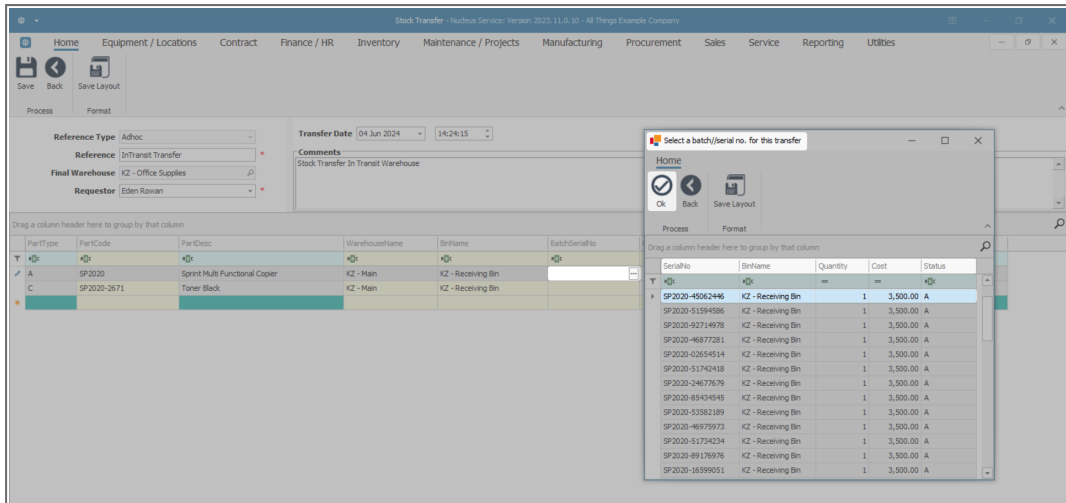 Stock Transfer - Nucleus Service: Version 2023.11.0.10 - All Things Example Company
Home Equipment / Locations Contract Finance / HR Inventory Maintenance / Projects Manufacturing Procurement Sales Service Reporting Utilities
Save Back Save Layout
Process Format
Reference Type Adhoc
Transfer Date 04 Jun 2024 14:24:15
Reference InTransit Transfer *
Comments
Stock Transfer In Transit Warehouse
Final Warehouse KZ - Office Supplies
Requestor Eden Rowan *
Drag a column header here to group by that column
PartType PartCode PartDesc WarehouseName BinName BatchSerialNo
A SP2020 Sprint Multi Functional Copier KZ - Main KZ - Receiving Bin
C SP2020-2671 Toner Black KZ - Main KZ - Receiving Bin
Select a batch//serial no. for this transfer
Home
Ok Back Save Layout
Process Format
Drag a column header here to group by that column
SerialNo BinName Quantity Cost Status
= =
SP2020-45062446 KZ - Receiving Bin 1 3,500.00 A
SP2020-51594586 KZ - Receiving Bin 1 3,500.00 A
SP2020-92714978 KZ - Receiving Bin 1 3,500.00 A
SP2020-46877281 KZ - Receiving Bin 1 3,500.00 A
SP2020-02654514 KZ - Receiving Bin 1 3,500.00 A
SP2020-51742418 KZ - Receiving Bin 1 3,500.00 A
SP2020-24677679 KZ - Receiving Bin 1 3,500.00 A
SP2020-85434545 KZ - Receiving Bin 1 3,500.00 A
SP2020-53582189 KZ - Receiving Bin 1 3,500.00 A
SP2020-46975973 KZ - Receiving Bin 1 3,500.00 A
SP2020-51734234 KZ - Receiving Bin 1 3,500.00 A
SP2020-89176976 KZ - Receiving Bin 1 3,500.00 A
SP2020-16599051 KZ - Receiving Bin 1 3,500.00 A